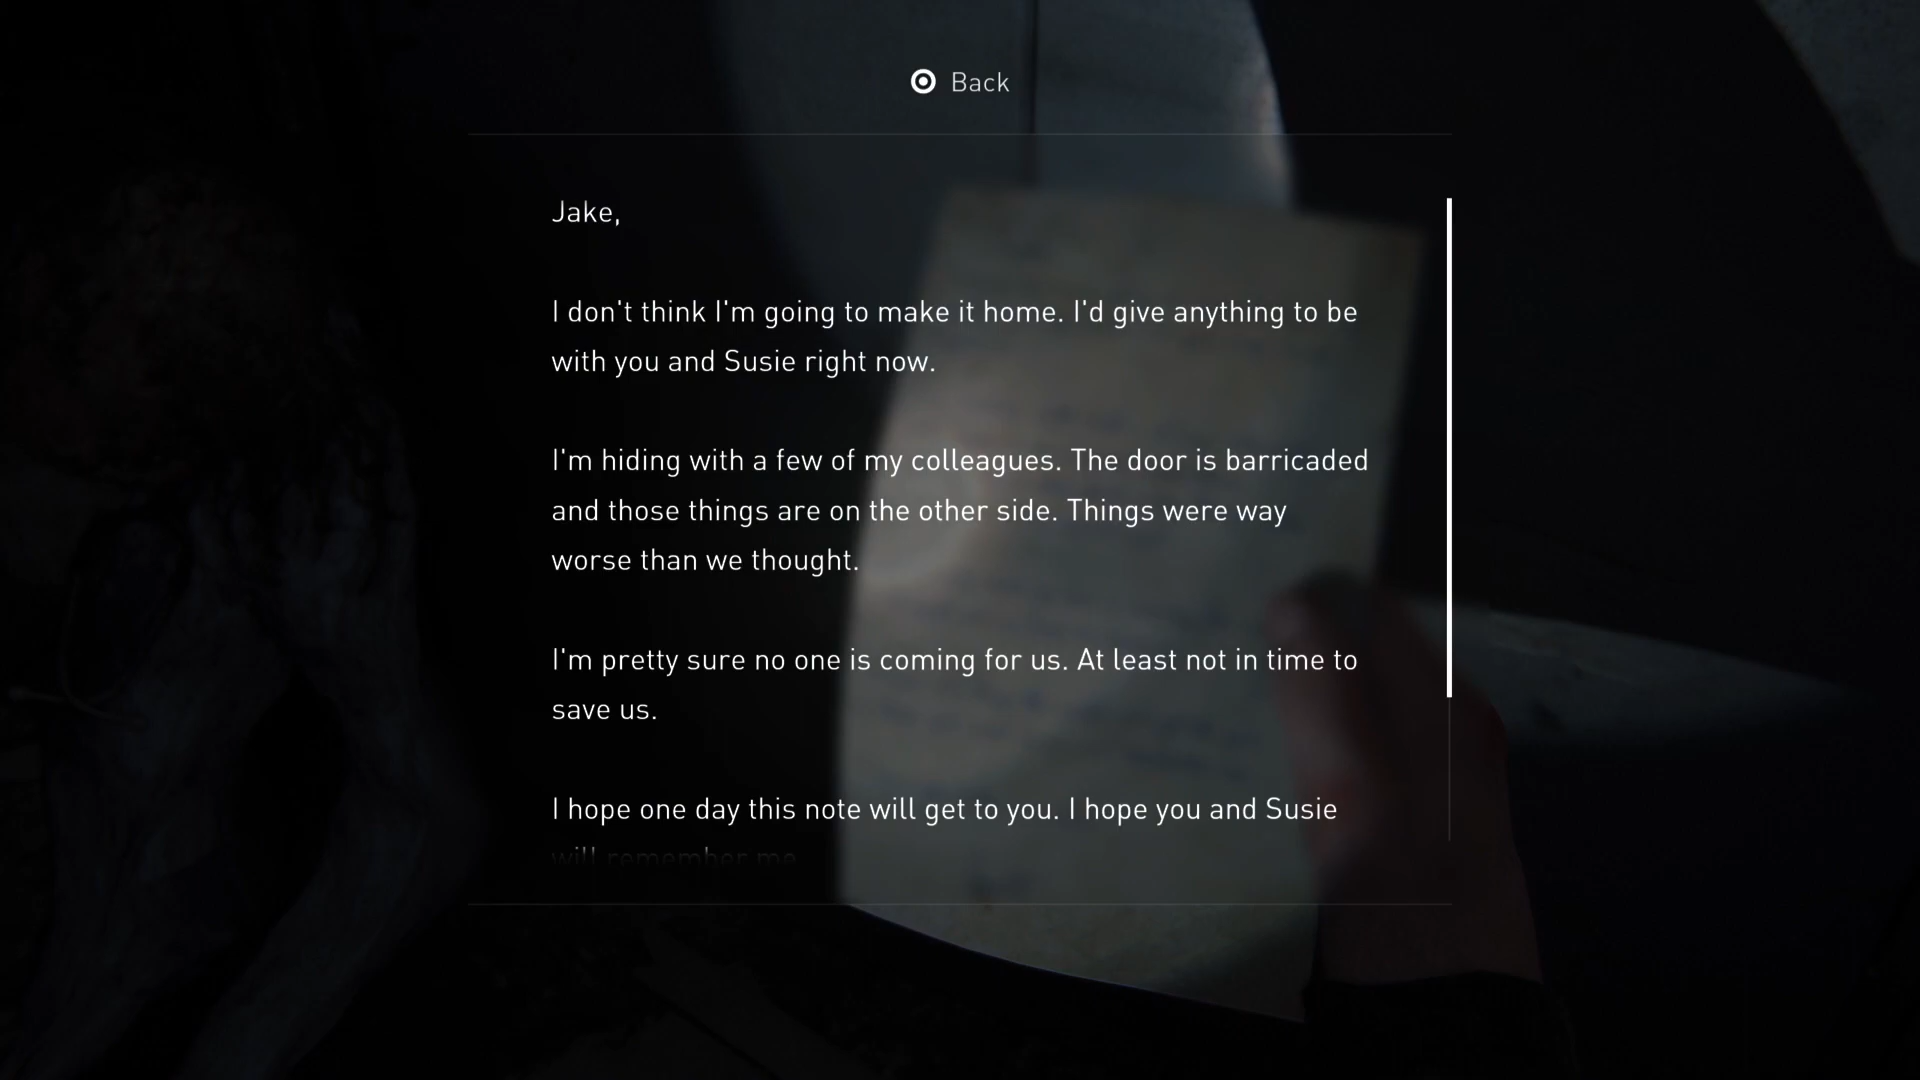 Back
Jake,
I don't think I'm going to make it home. I'd give anything to be
with you and Susie right now.
I'm hiding with a few of my colleagues. The door is barricaded
and those things are on the other side. Things were way
worse than we thought.
I'm pretty sure no one is coming for us. At least not in time to
save us.
I hope one day this note will get to you. I hope you and Susie
will remember me